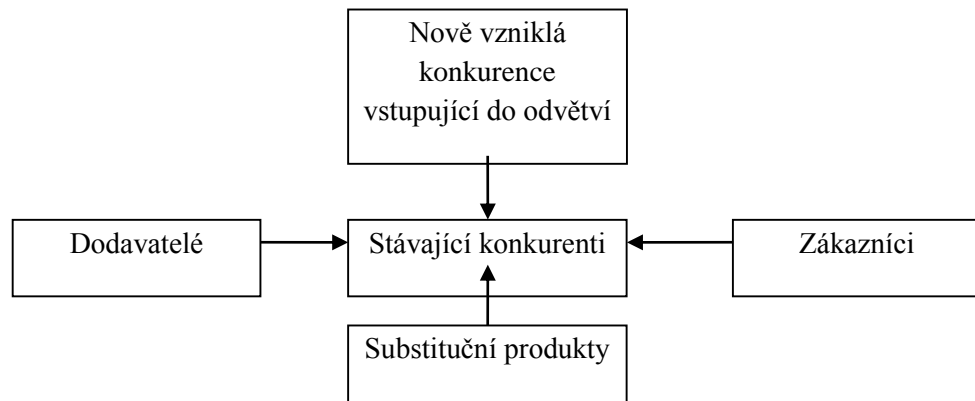 Nově vzniklá
konkurence
vstupující do odvětví
Dodavatelé
Stávající konkurenti
Zákazníci
Substituční produkty